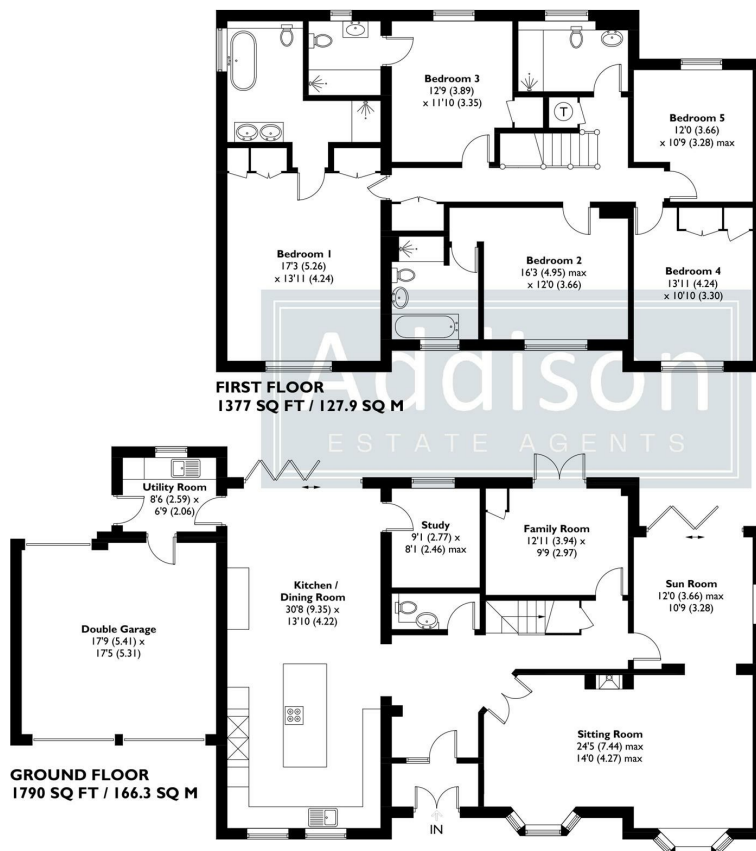 Bedroom 3
12'9 (3.89)
x 11'10 (3.35)
T
Bedroom 5
12'0 (3.66)
x 10'9 (3.28) max
Bedroom 1
17'3 (5.26)
x 13'11 (4.24)
Bedroom 2
16'3 (4.95) max
x 12'0 (3.66)
Bedroom 4
13'11 (4.24)
x 10'10 (3.30)
FIRST FLOOR
1377 SQ FT / 127.9 SQ M
Addison
ESTATE AGENTS
Utility Room
8'6 (2.59) x
6'9 (2.06)
Study
9'1 (2.77) x
8'1 (2.46) max
Family Room
12'11 (3.94) x
9'9 (2.97)
Sun Room
12'0 (3.66) max
10'9 (3.28)
Kitchen /
Dining Room
30'8 (9.35) x
13'10 (4.22)
Double Garage
17'9 (5.41) x
17'5 (5.31)
Sitting Room
24'5 (7.44) max
14'0 (4.27) max
GROUND FLOOR
1790 SQ FT / 166.3 SQ M
IN